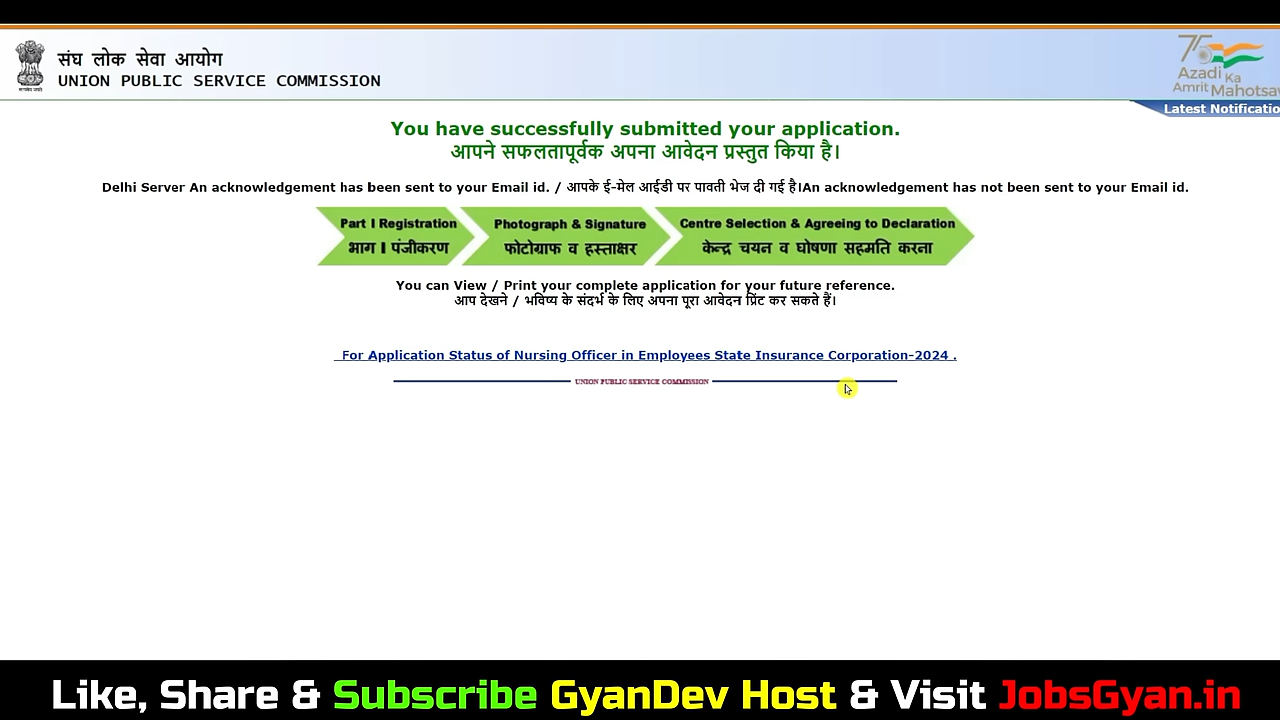 संघ लोक सेवा आयोग
UNION PUBLIC SERVICE COMMISSION
सत्यमेव जयते
75
Azadi Ka
Amrit Mahotsav
Latest Notificatio
You have successfully submitted your application.
आपने सफलतापूर्वक अपना आवेदन प्रस्तुत किया है।
Delhi Server An acknowledgement has been sent to your Email id. / आपके ई-मेल आईडी पर पावती भेज दी गई है।An acknowledgement has not been sent to your Email id.
Part I Registration
भाग I पंजीकरण
Photograph & Signature
फोटोग्राफ व हस्ताक्षर
Centre Selection & Agreeing to Declaration
केन्द्र चयन व घोषणा सहमति करना
You can View / Print your complete application for your future reference.
आप देखने / भविष्य के संदर्भ के लिए अपना पूरा आवेदन प्रिंट कर सकते हैं।
For Application Status of Nursing Officer in Employees State Insurance Corporation-2024 .
UNION PUBLIC SERVICE COMMISSION
Like, Share & Subscribe GyanDev Host & Visit JobsGyan.in